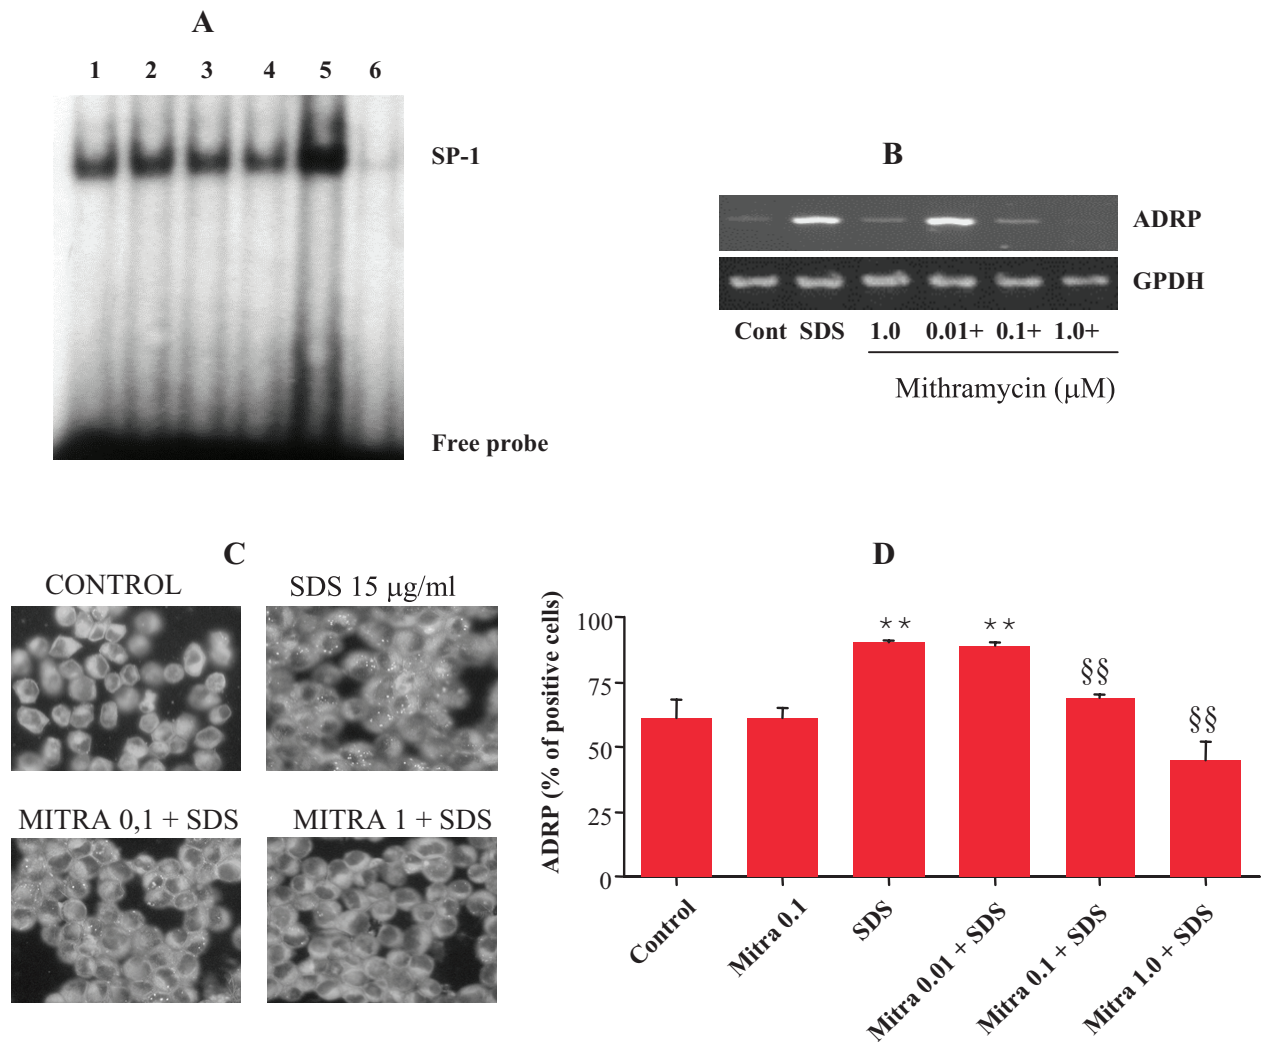 A
1 2 3 4 5 6
SP-1
Free probe
B
ADRP
GPDH
Cont SDS 1.0 0.01+ 0.1+ 1.0+
Mithramycin (μM)
C
CONTROL
SDS 15 μg/ml
MITRA 0,1 + SDS
MITRA 1 + SDS
D
ADRP (% of positive cells)
100
75
50
25
0
** ** §§ §§
Control
Mitra 0.1
SDS
Mitra 0.01 + SDS
Mitra 0.1 + SDS
Mitra 1.0 + SDS